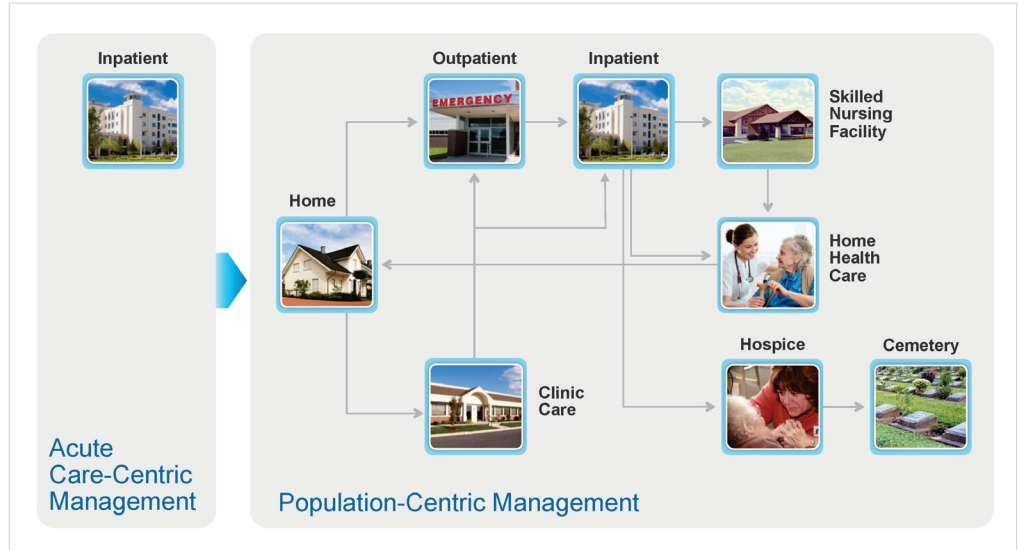 Inpatient
Acute
Care-Centric
Management
Outpatient
EMERGENCY
Inpatient
Skilled
Nursing
Facility
Home
Home
Health
Care
Clinic
Care
Hospice
Cemetery
Population-Centric Management